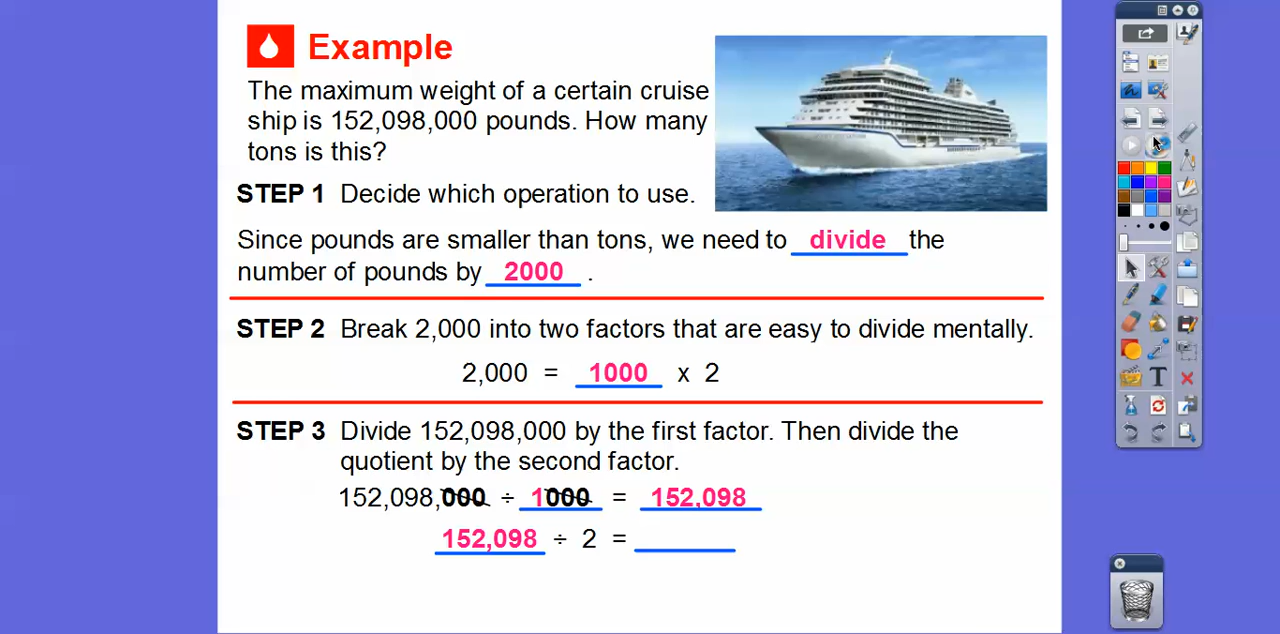 Example
The maximum weight of a certain cruise
ship is 152,098,000 pounds. How many
tons is this?
STEP 1 Decide which operation to use.
Since pounds are smaller than tons, we need to divide the
number of pounds by 2000 .
STEP 2 Break 2,000 into two factors that are easy to divide mentally.
2,000 = 1000 x 2
STEP 3 Divide 152,098,000 by the first factor. Then divide the
quotient by the second factor.
152,098,000 ÷ 1000 = 152,098
152,098 ÷ 2 =